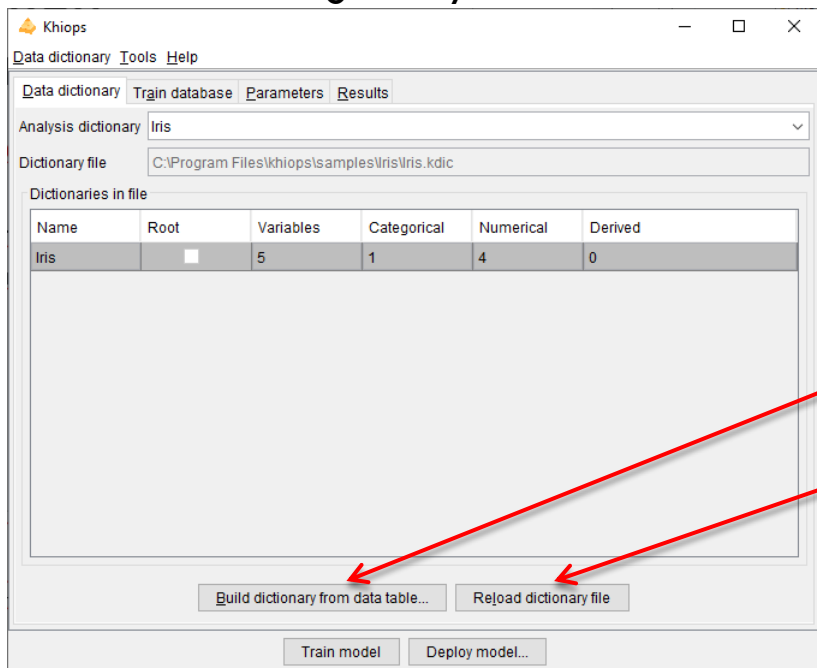 Khiops
Data dictionary Tools Help
Data dictionary Train database Parameters Results
Analysis dictionary Iris
Dictionary file C:\Program Files\khiops\samples\Iris\Iris.kdic
Dictionaries in file
Name Root Variables Categorical Numerical Derived
Iris 5 1 4 0
Build dictionary from data table... Reload dictionary file
Train model Deploy model...